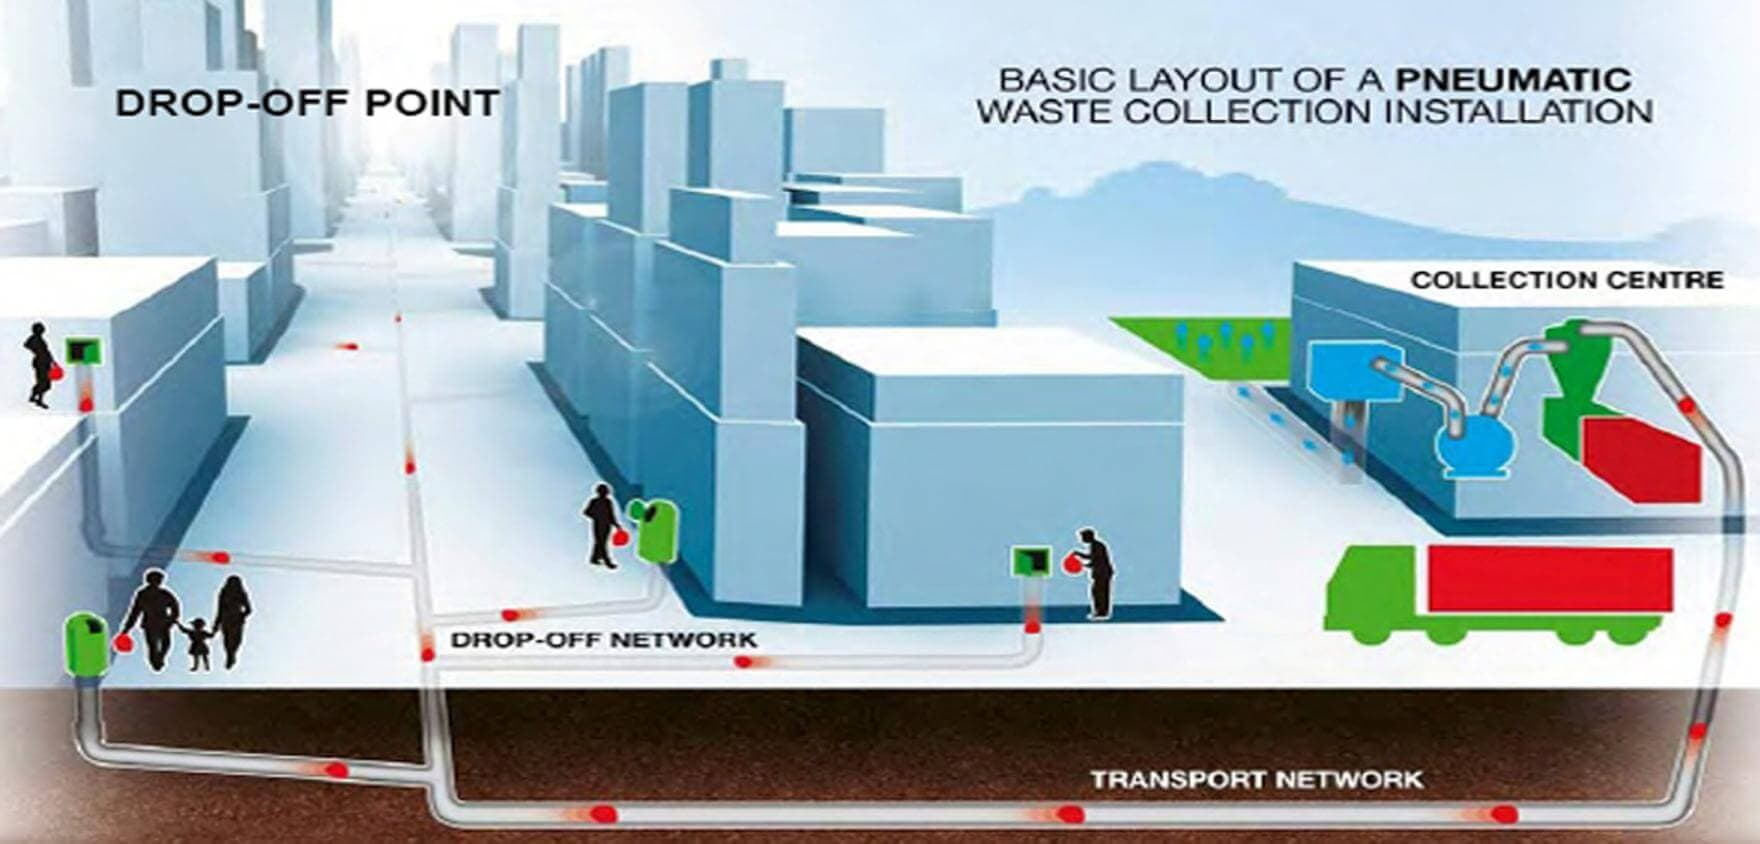 DROP-OFF POINT
BASIC LAYOUT OF A PNEUMATIC
WASTE COLLECTION INSTALLATION
COLLECTION CENTRE
DROP-OFF NETWORK
TRANSPORT NETWORK